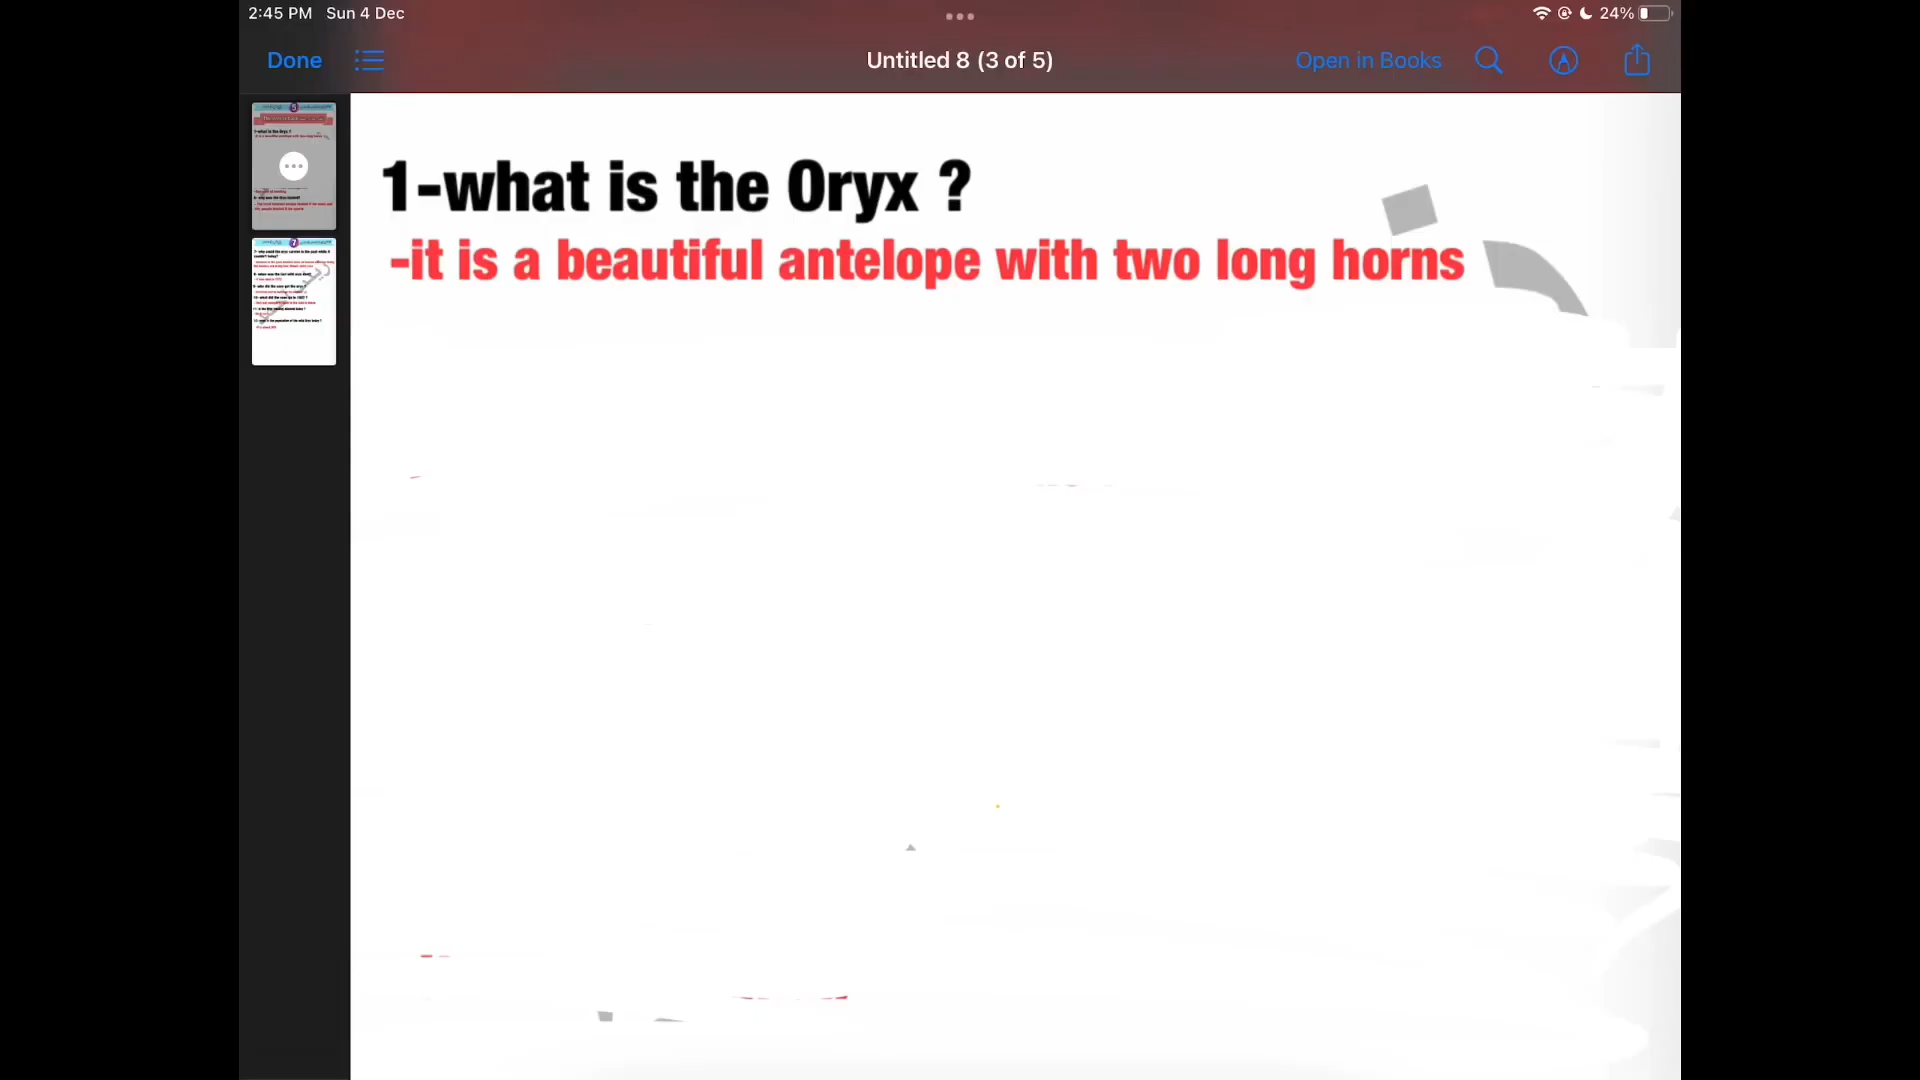 2:45 PM Sun 4 Dec
24%
Done
Untitled 8 (3 of 5)
Open in Books
1-what is the Oryx ?
-it is a beautiful antelope with two long horns